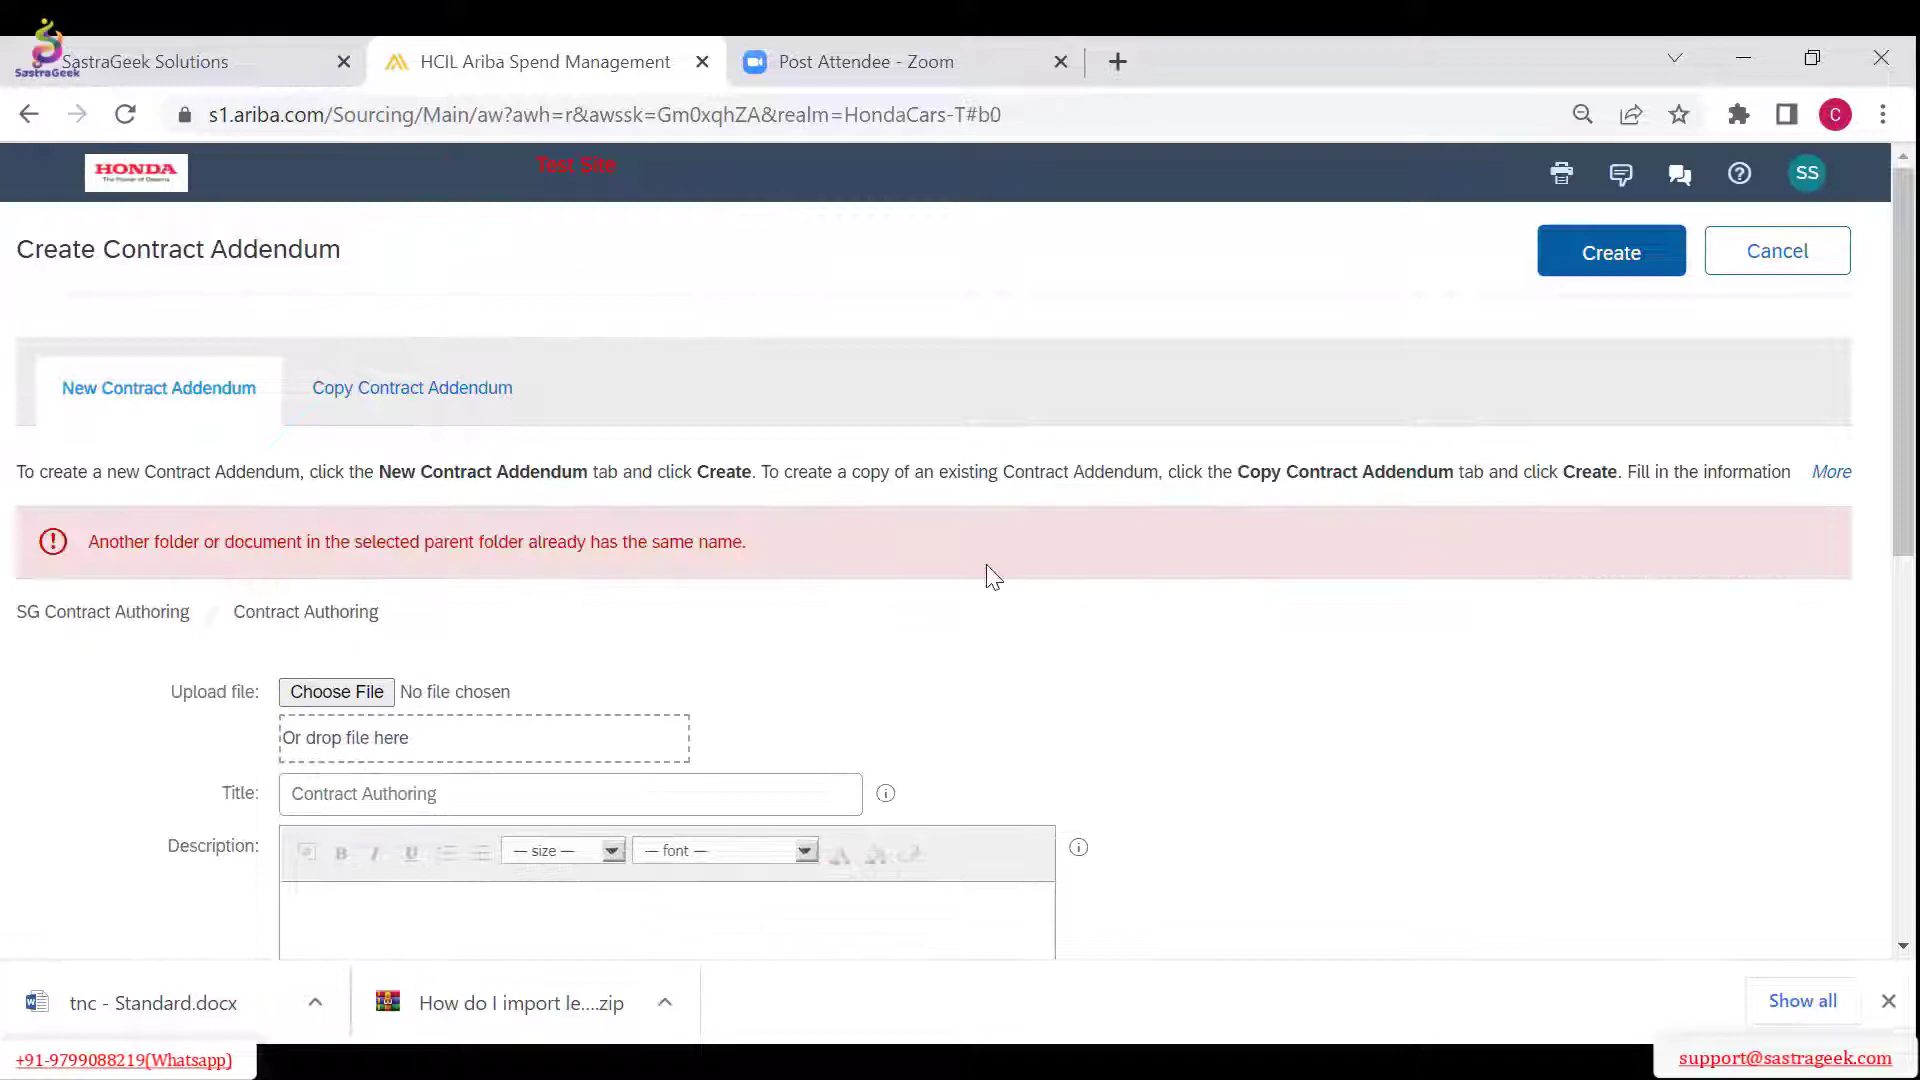 SastraGeek
SastraGeek Solutions
HCIL Ariba Spend Management
Post Attendee - Zoom
s1.ariba.com/Sourcing/Main/aw?awh=r&awssk=Gm0xqhZA&realm=HondaCars-T#b0
C
HONDA
The Power of Dreams
Test Site
SS
Create Contract Addendum
Create
Cancel
New Contract Addendum
Copy Contract Addendum
To create a new Contract Addendum, click the New Contract Addendum tab and click Create. To create a copy of an existing Contract Addendum, click the Copy Contract Addendum tab and click Create. Fill in the information
More
Another folder or document in the selected parent folder already has the same name.
SG Contract Authoring
Contract Authoring
Upload file:
Choose File No file chosen
Or drop file here
Title:
Contract Authoring
Description:
B I U
— size —
— font —
tnc - Standard.docx
How do I import le....zip
Show all
+91-9799088219(Whatsapp)
support@sastrageek.com